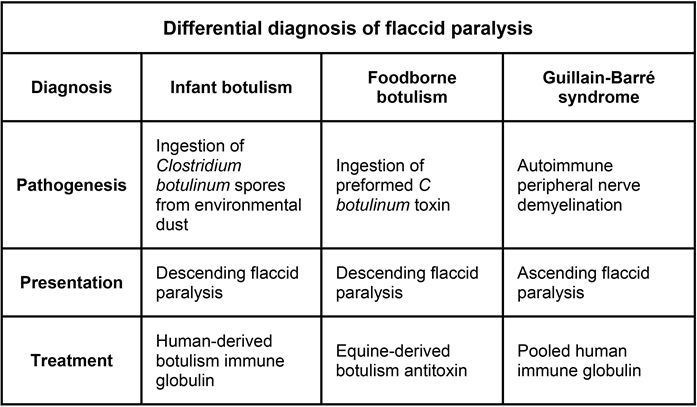 Differential diagnosis of flaccid paralysis
Diagnosis
Infant botulism
Foodborne
botulism
Guillain-Barré
syndrome
Pathogenesis
Ingestion of
Clostridium
botulinum spores
from environmental
dust
Ingestion of
preformed C
botulinum toxin
Autoimmune
peripheral nerve
demyelination
Presentation
Descending flaccid
paralysis
Descending flaccid
paralysis
Ascending flaccid
paralysis
Treatment
Human-derived
botulism immune
globulin
Equine-derived
botulism antitoxin
Pooled human
immune globulin